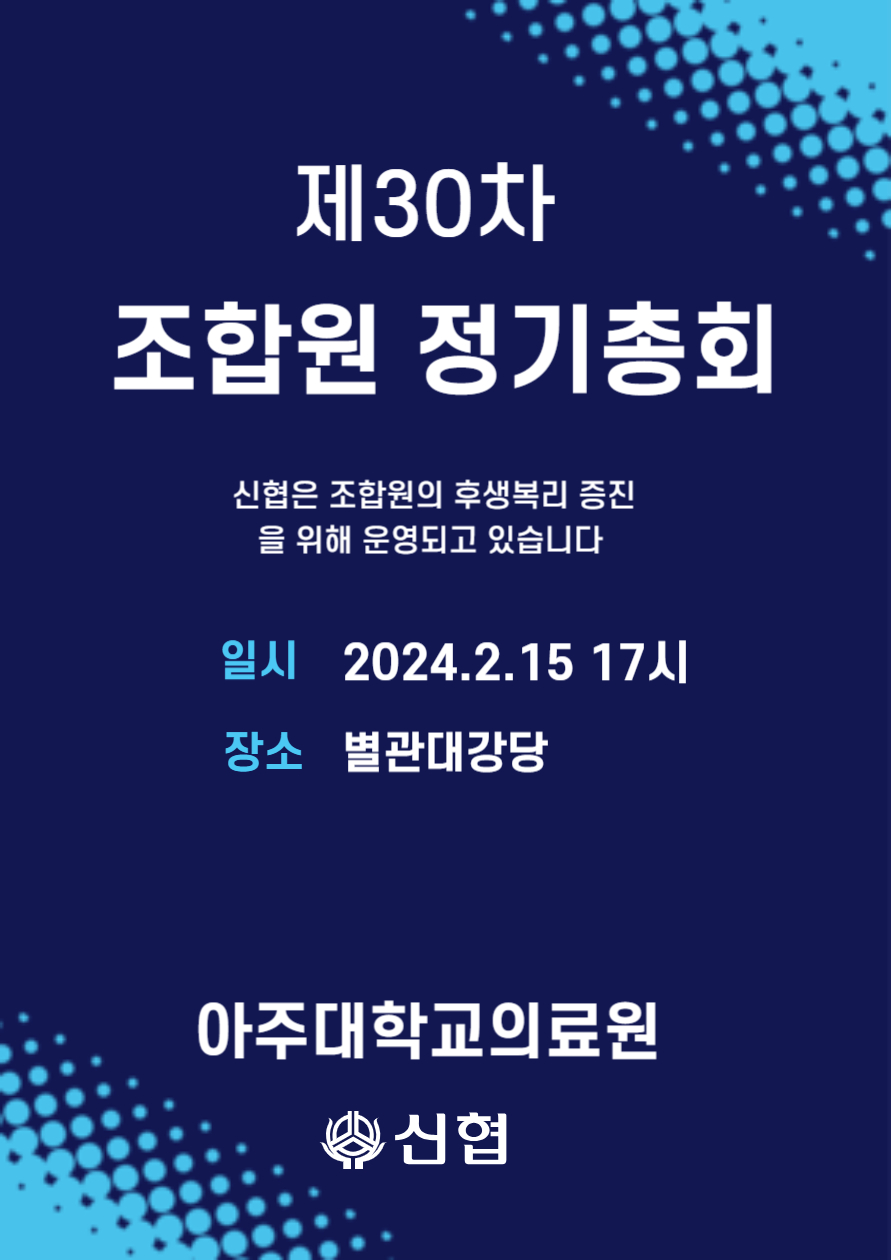 제30차
조합원 정기총회
신협은 조합원의 후생복리 증진
을 위해 운영되고 있습니다
일시 2024.2.15 17시
장소 별관대강당
아주대학교의료원
신협